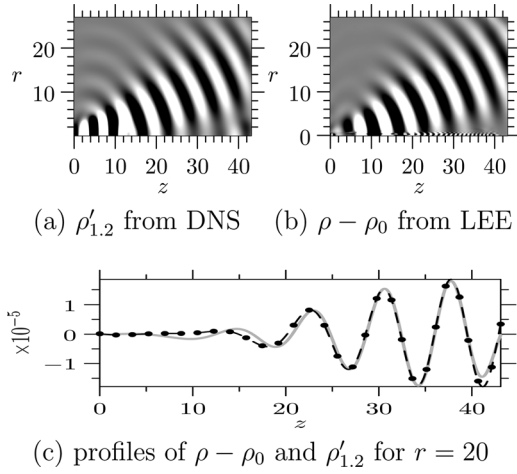 r
20
10
0 10 20 30 40
z
r
20
10
0
0 10 20 30 40
z
(a) ρ′₁.₂ from DNS
(b) ρ − ρ₀ from LEE
×10⁻⁵
1
0
−1
0 10 20 30 40
z
(c) profiles of ρ − ρ₀ and ρ′₁.₂ for r = 20